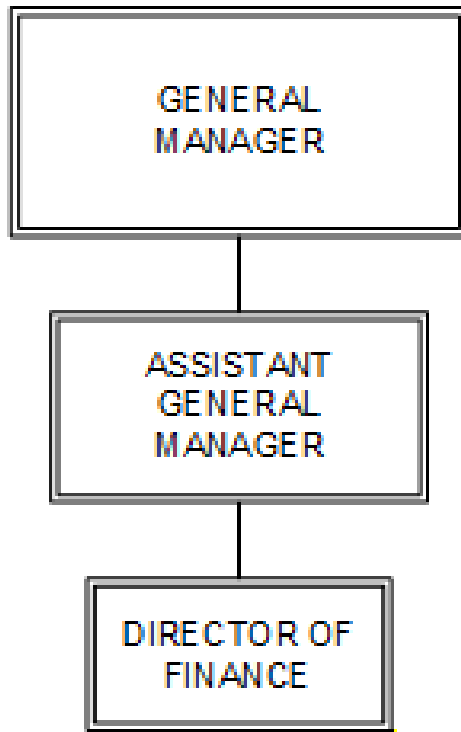 GENERAL
MANAGER
ASSISTANT
GENERAL
MANAGER
DIRECTOR OF
FINANCE